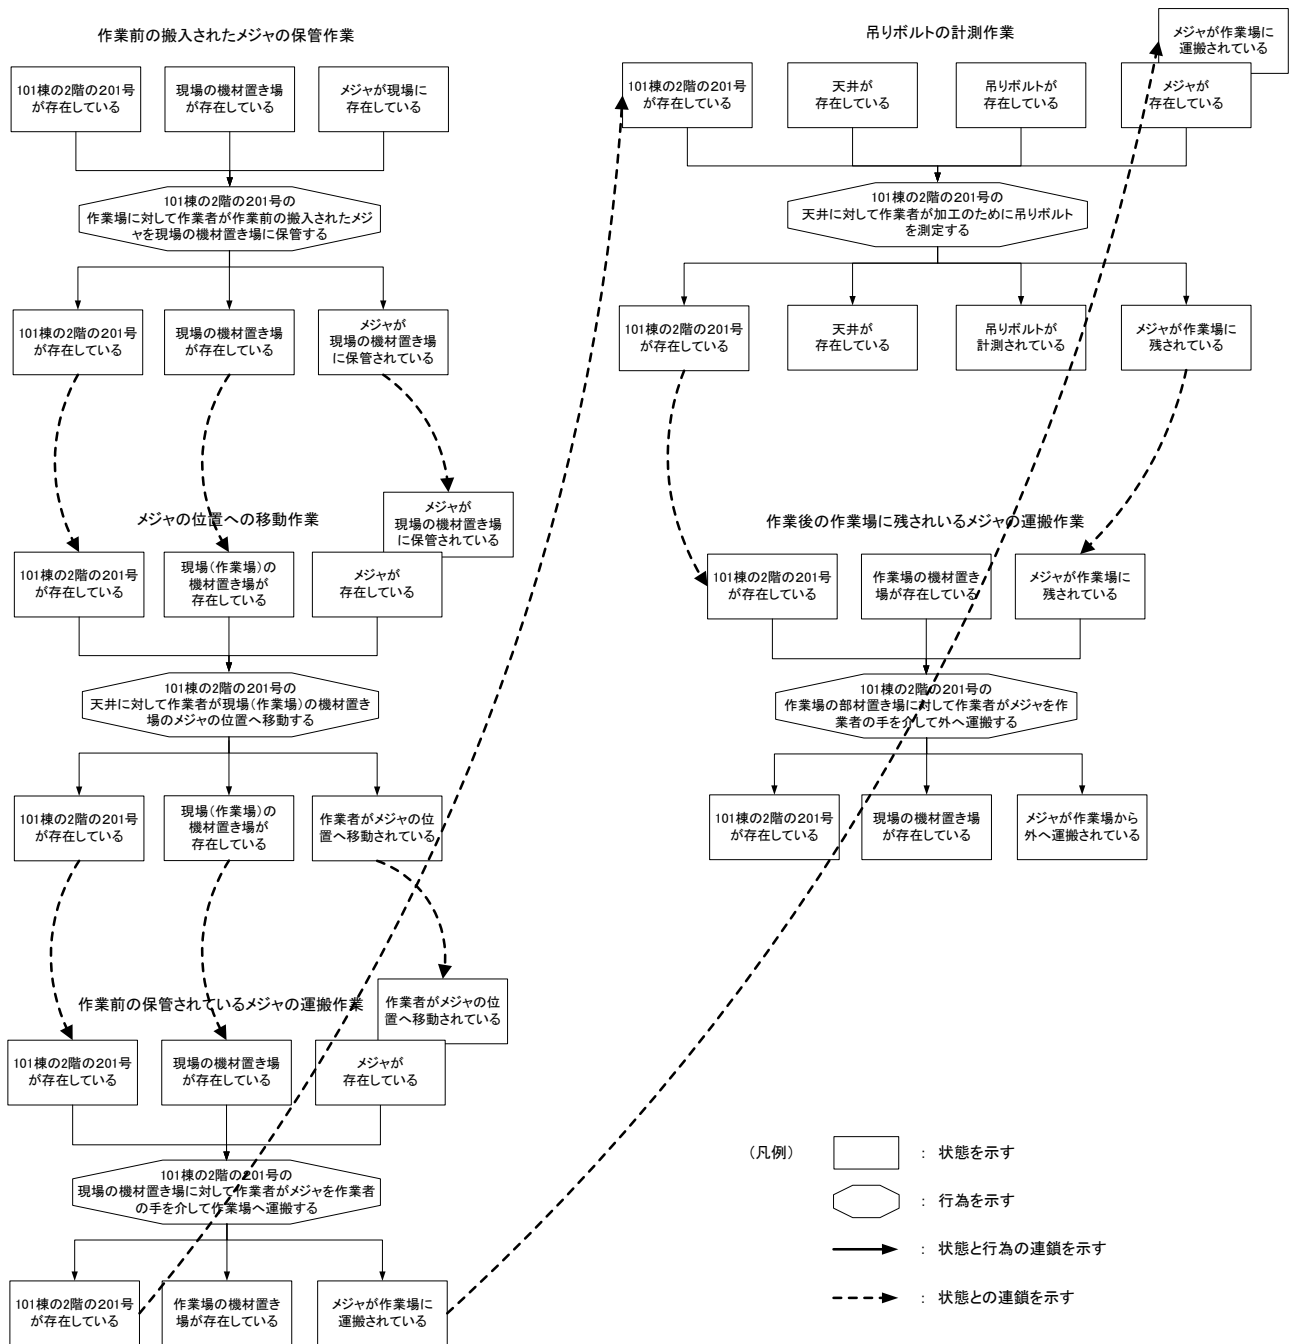 作業前の搬入されたメジャの保管作業
101棟の2階の201号
が存在している
現場の機材置き場
が存在している
メジャが現場に
存在している
101棟の2階の201号の
作業場に対して作業者が作業前の搬入されたメジ
ャを現場の機材置き場に保管する
101棟の2階の201号
が存在している
現場の機材置き場
が存在している
メジャが
現場の機材置き場
に保管されている
メジャが
現場の機材置き場
に保管されている
メジャの位置への移動作業
101棟の2階の201号
が存在している
現場(作業場)の
機材置き場が
存在している
メジャが
存在している
101棟の2階の201号の
天井に対して作業者が現場(作業場)の機材置き
場のメジャの位置へ移動する
101棟の2階の201号
が存在している
現場(作業場)の
機材置き場が
存在している
作業者がメジャの位
置へ移動されている
作業者がメジャの位
置へ移動されている
作業前の保管されているメジャの運搬作業
101棟の2階の201号
が存在している
現場の機材置き場
が存在している
メジャが
存在している
101棟の2階の201号の
現場の機材置き場に対して作業者がメジャを作業者
の手を介して作業場へ運搬する
101棟の2階の201号
が存在している
作業場の機材置き
場が存在している
メジャが作業場に
運搬されている
吊りボルトの計測作業
メジャが作業場に
運搬されている
101棟の2階の201号
が存在している
天井が
存在している
吊りボルトが
存在している
メジャが
存在している
101棟の2階の201号の
天井に対して作業者が加工のために吊りボルト
を測定する
101棟の2階の201号
が存在している
天井が
存在している
吊りボルトが
計測されている
メジャが作業場に
残されている
作業後の作業場に残されいるメジャの運搬作業
101棟の2階の201号
が存在している
作業場の機材置き
場が存在している
メジャが作業場に
残されている
101棟の2階の201号の
作業場の部材置き場に対して作業者がメジャを作
業者の手を介して外へ運搬する
101棟の2階の201号
が存在している
現場の機材置き場
が存在している
メジャが作業場から
外へ運搬されている
(凡例)
: 状態を示す
: 行為を示す
: 状態と行為の連鎖を示す
: 状態との連鎖を示す